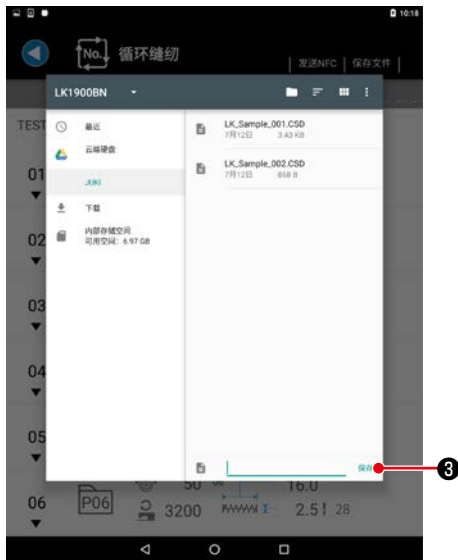 10:18
No. 循环缝纫
发送NFC | 保存文件 |
LK1900BN
TEST
最近
云端硬盘
JUKI
下载
内部存储空间
可用空间：6.97 GB
LK_Sample_001.CSD
7月12日 3.43 KB
LK_Sample_002.CSD
7月12日 868 B
01
02
03
04
05
保存
3
06 P06 50 16.0
3200 2.5 28